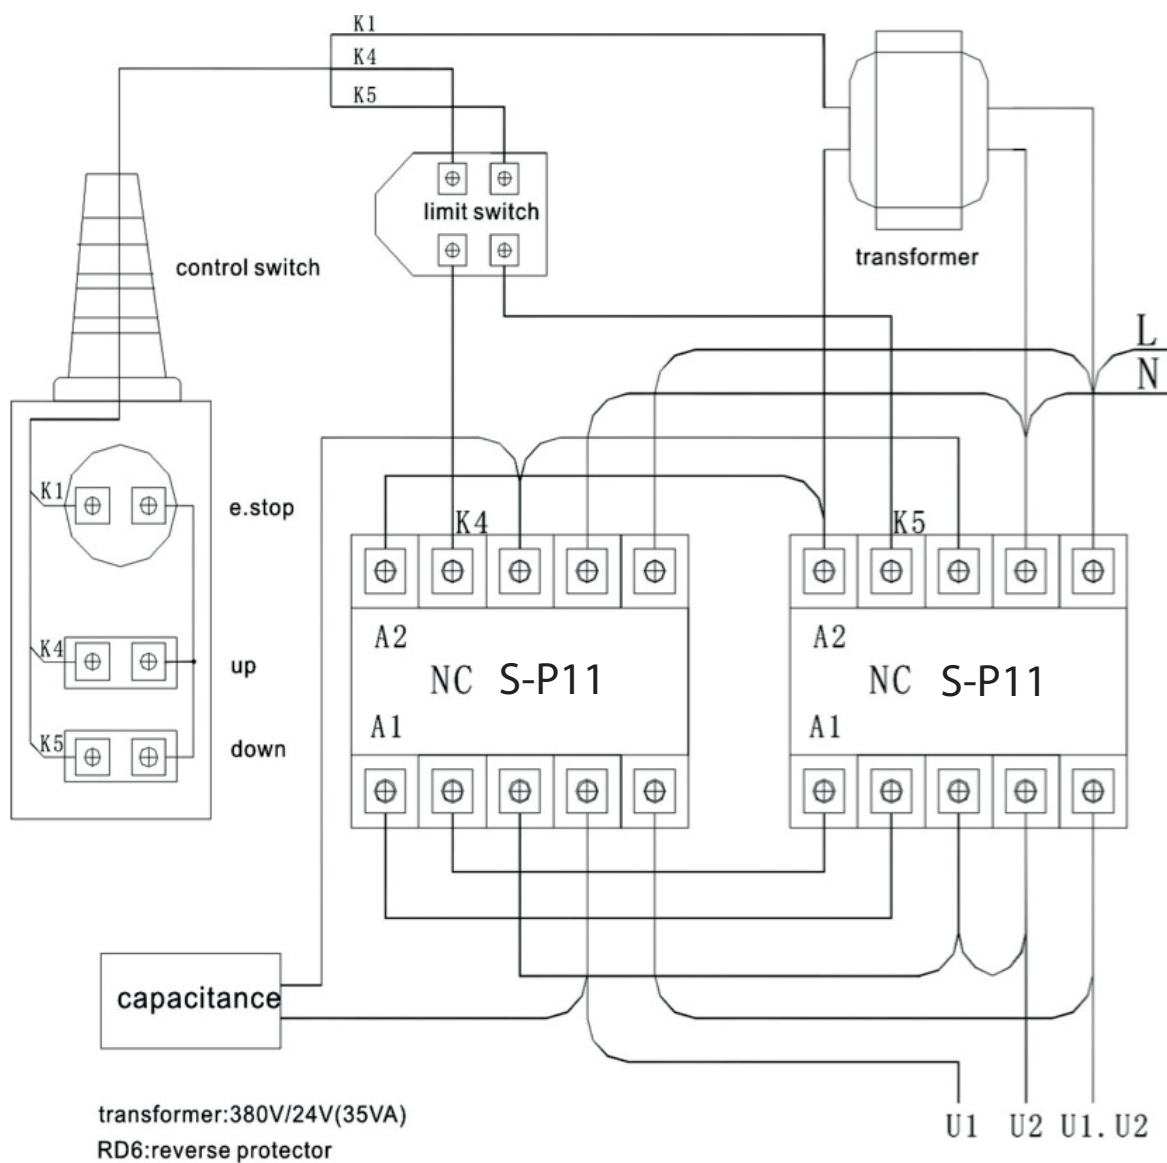 K1
K4
K5
limit switch
control switch
transformer
L
N
K1
e.stop
K4
K5
K4
up
A2
A2
NC S-P11
NC S-P11
A1
A1
K5
down
capacitance
transformer:380V/24V(35VA)
RD6:reverse protector
U1 U2 U1.U2